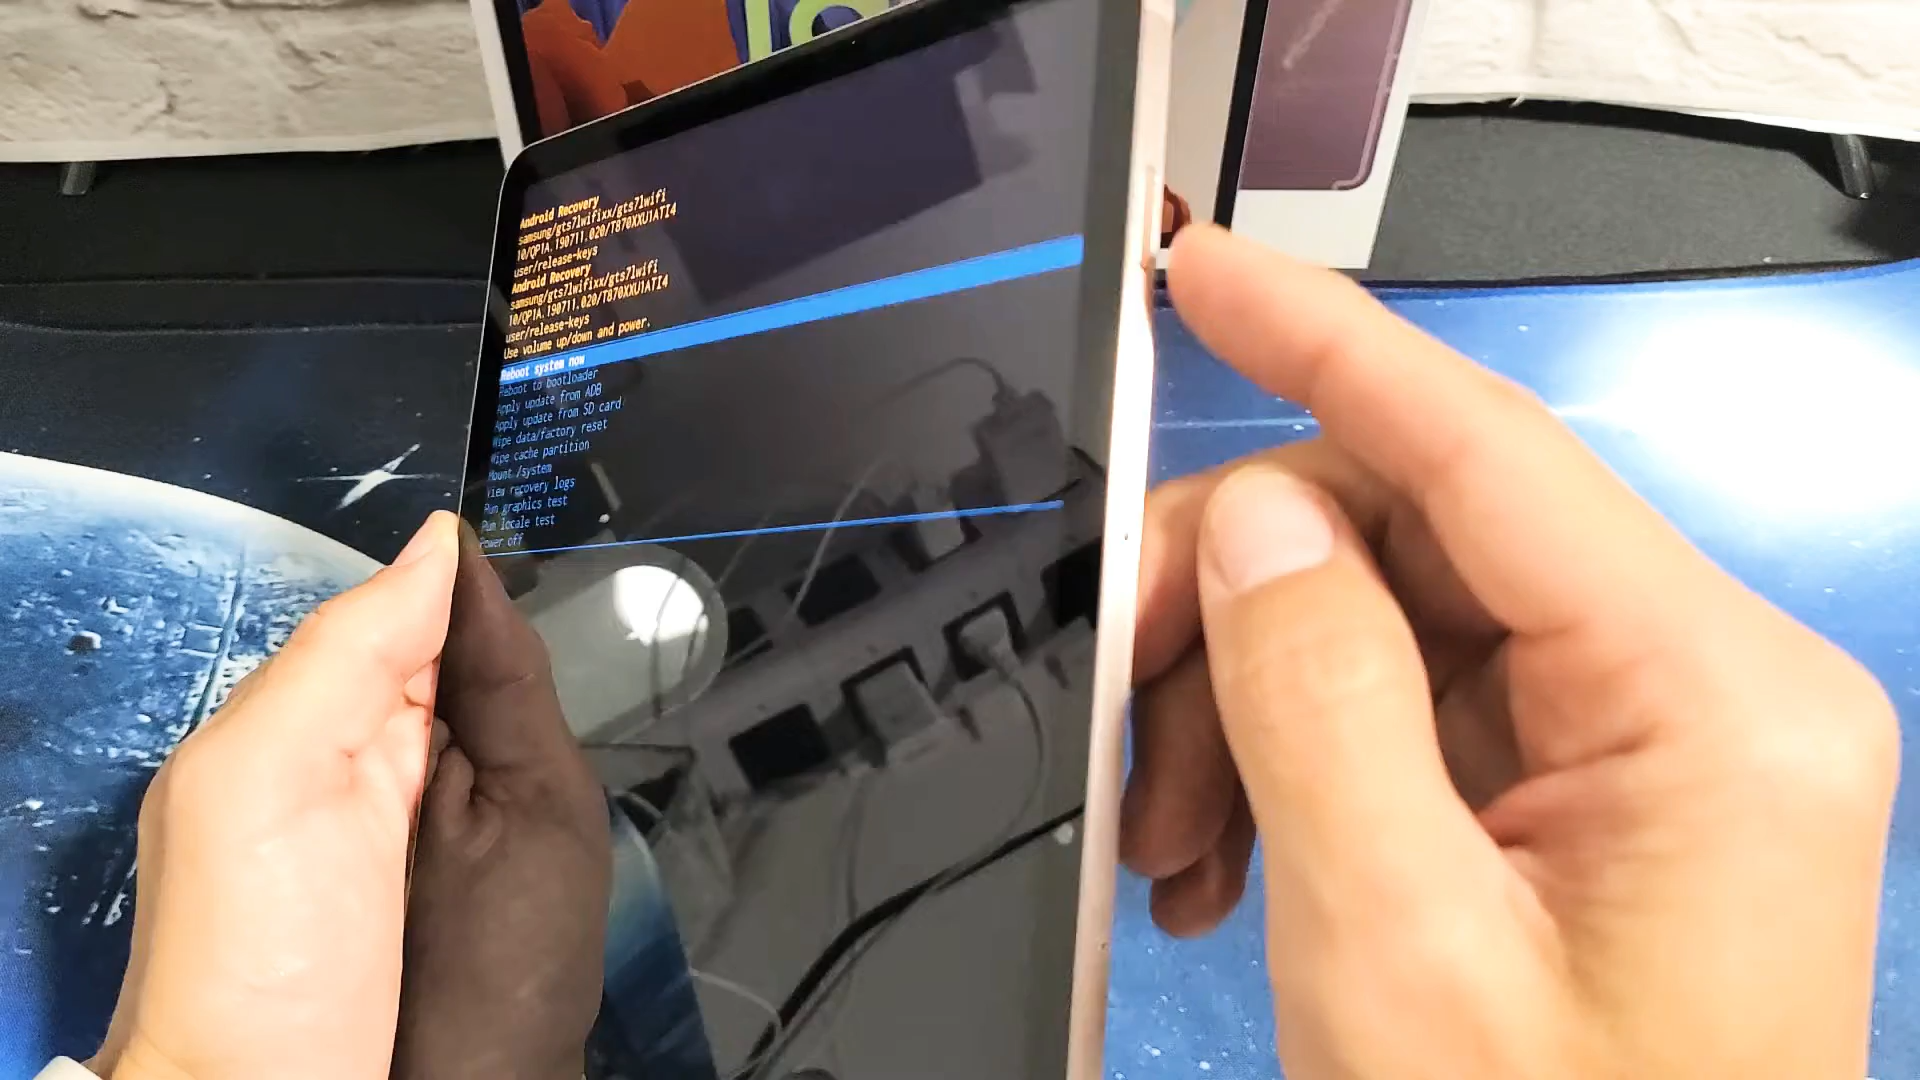 Android Recovery
samsung/gts7lwifixx/gts7lwifi
10/QP1A.190711.020/T870XXU1ATI4
user/release-keys
Android Recovery
samsung/gts7lwifixx/gts7lwifi
10/QP1A.190711.020/T870XXU1ATI4
user/release-keys
Use volume up/down and power.
Reboot system now
Reboot to bootloader
Apply update from ADB
Apply update from SD card
Wipe data/factory reset
Wipe cache partition
Mount /system
View recovery logs
Run graphics test
Run locale test
Power off